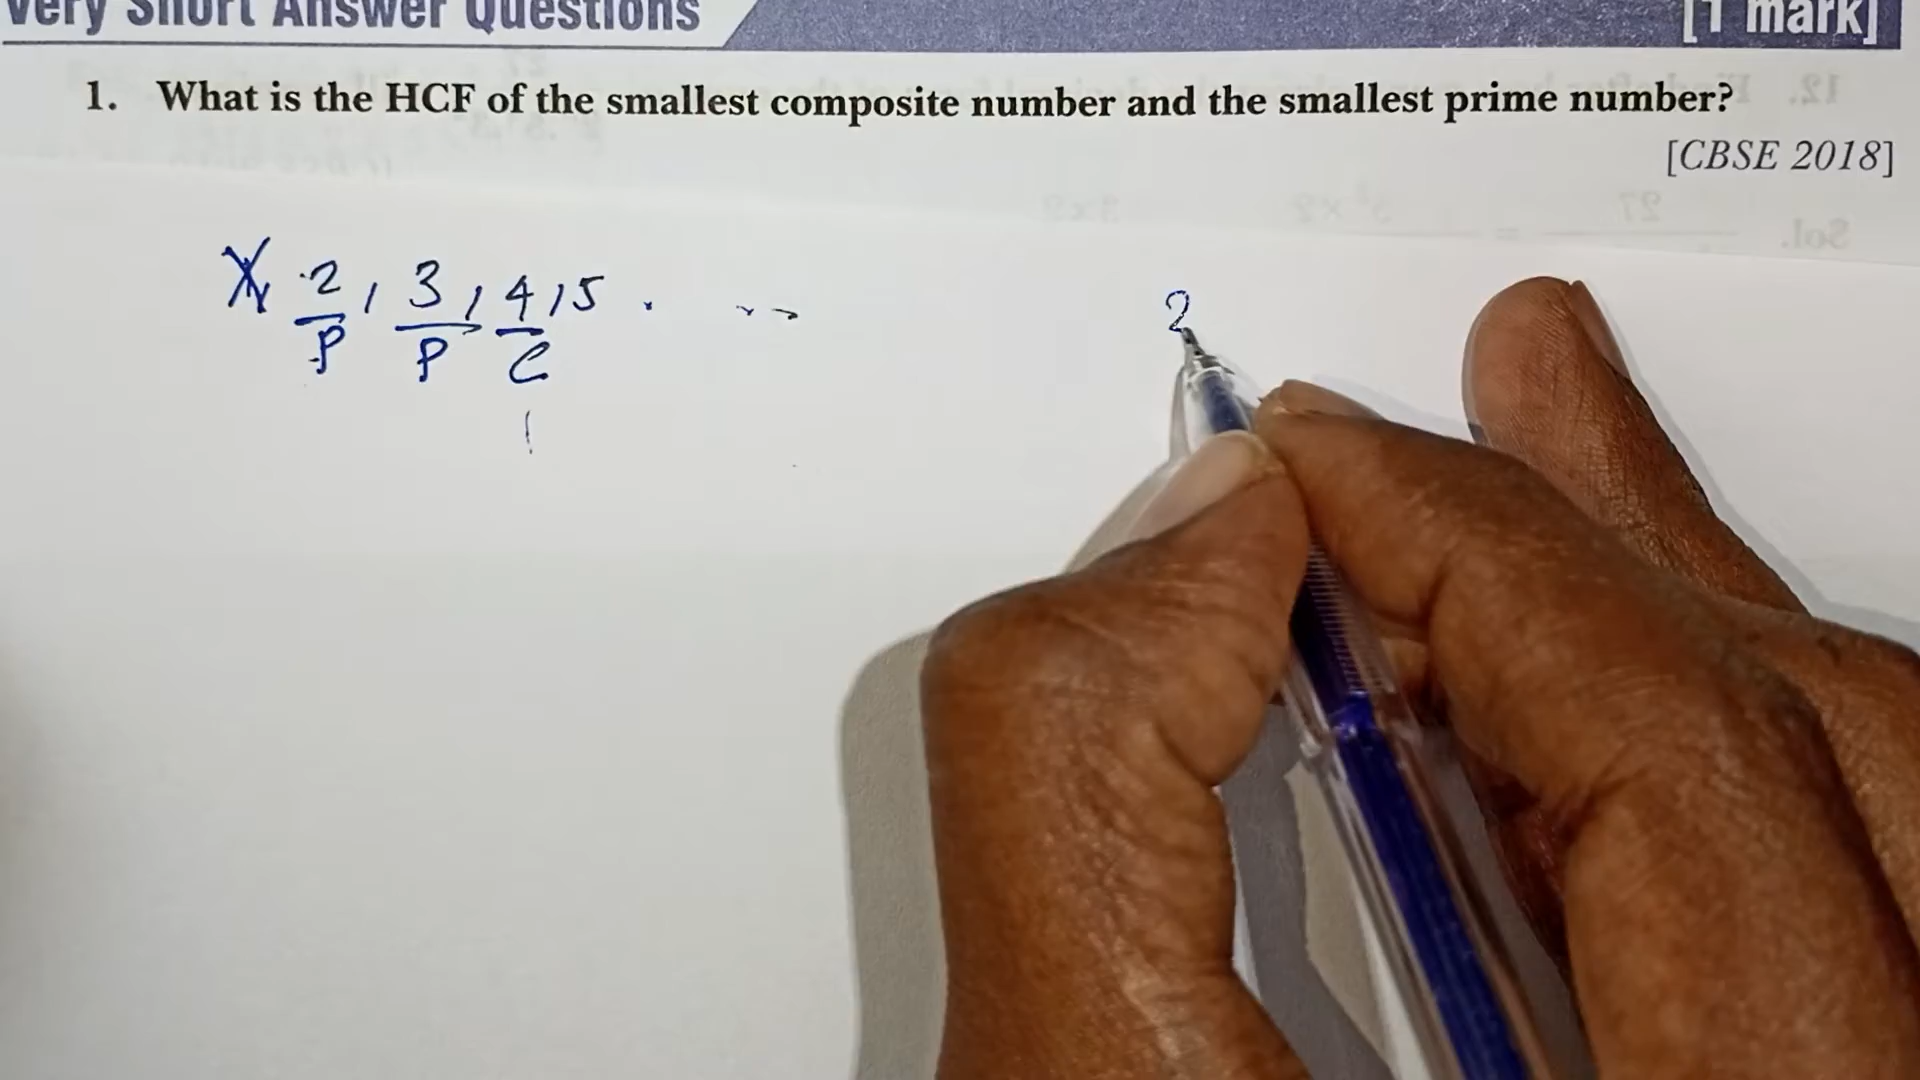 Very Short Answer Questions [1 mark]
1. What is the HCF of the smallest composite number and the smallest prime number?
[CBSE 2018]
2, 3, 4, 5 . . .
P P C
2